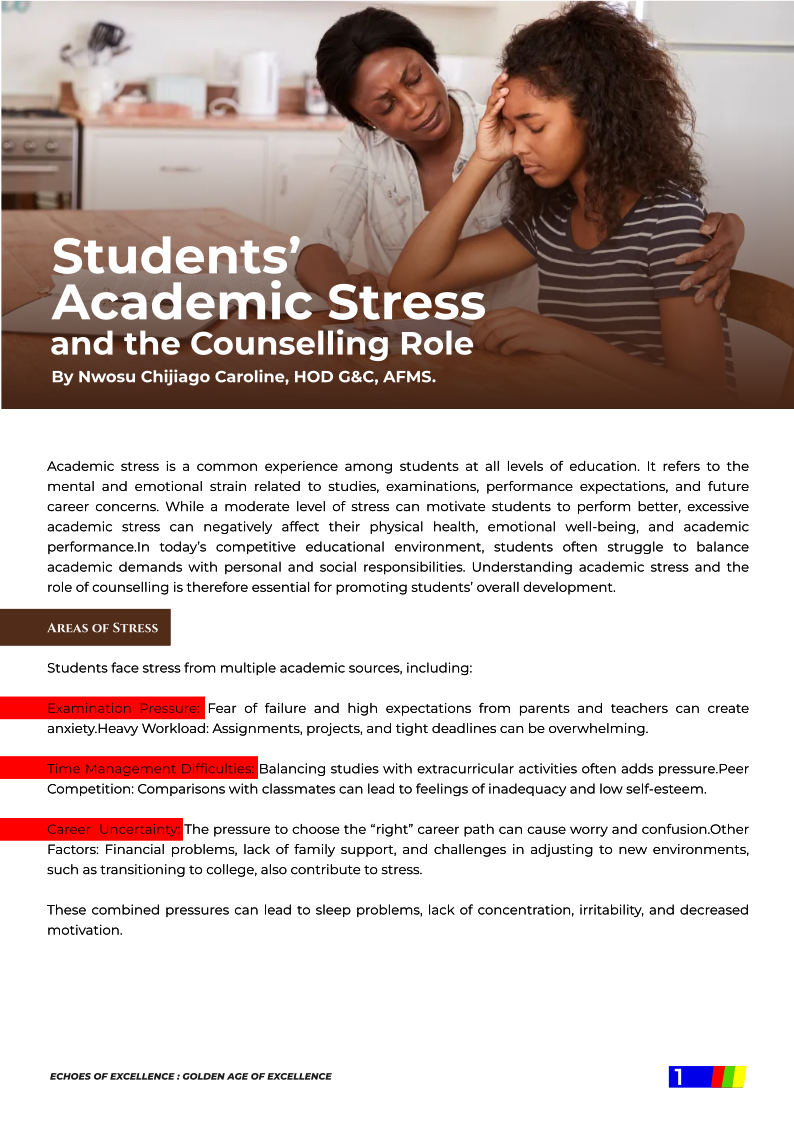 Students’
Academic Stress
and the Counselling Role
By Nwosu Chijiago Caroline, HOD G&C, AFMS.
Academic stress is a common experience among students at all levels of education. It refers to the
mental and emotional strain related to studies, examinations, performance expectations, and future
career concerns. While a moderate level of stress can motivate students to perform better, excessive
academic stress can negatively affect their physical health, emotional well-being, and academic
performance.In today’s competitive educational environment, students often struggle to balance
academic demands with personal and social responsibilities. Understanding academic stress and the
role of counselling is therefore essential for promoting students’ overall development.
Areas of Stress
Students face stress from multiple academic sources, including:
Examination Pressure: Fear of failure and high expectations from parents and teachers can create
anxiety.Heavy Workload: Assignments, projects, and tight deadlines can be overwhelming.
Time Management Difficulties: Balancing studies with extracurricular activities often adds pressure.Peer
Competition: Comparisons with classmates can lead to feelings of inadequacy and low self-esteem.
Career Uncertainty: The pressure to choose the “right” career path can cause worry and confusion.Other
Factors: Financial problems, lack of family support, and challenges in adjusting to new environments,
such as transitioning to college, also contribute to stress.
These combined pressures can lead to sleep problems, lack of concentration, irritability, and decreased
motivation.
ECHOES OF EXCELLENCE : GOLDEN AGE OF EXCELLENCE
1